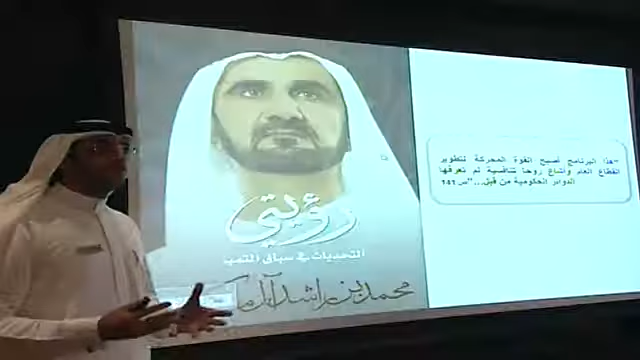 رؤيتي
التحديات في سباق التميز
محمد بن راشد آل مكتوم
"هذا البرنامج أصبح القوة المحركة لتطوير
القطاع العام وأشاع روحا تنافسية لم تعرفها
الدوائر الحكومية من قبل..." ص ١٤٦